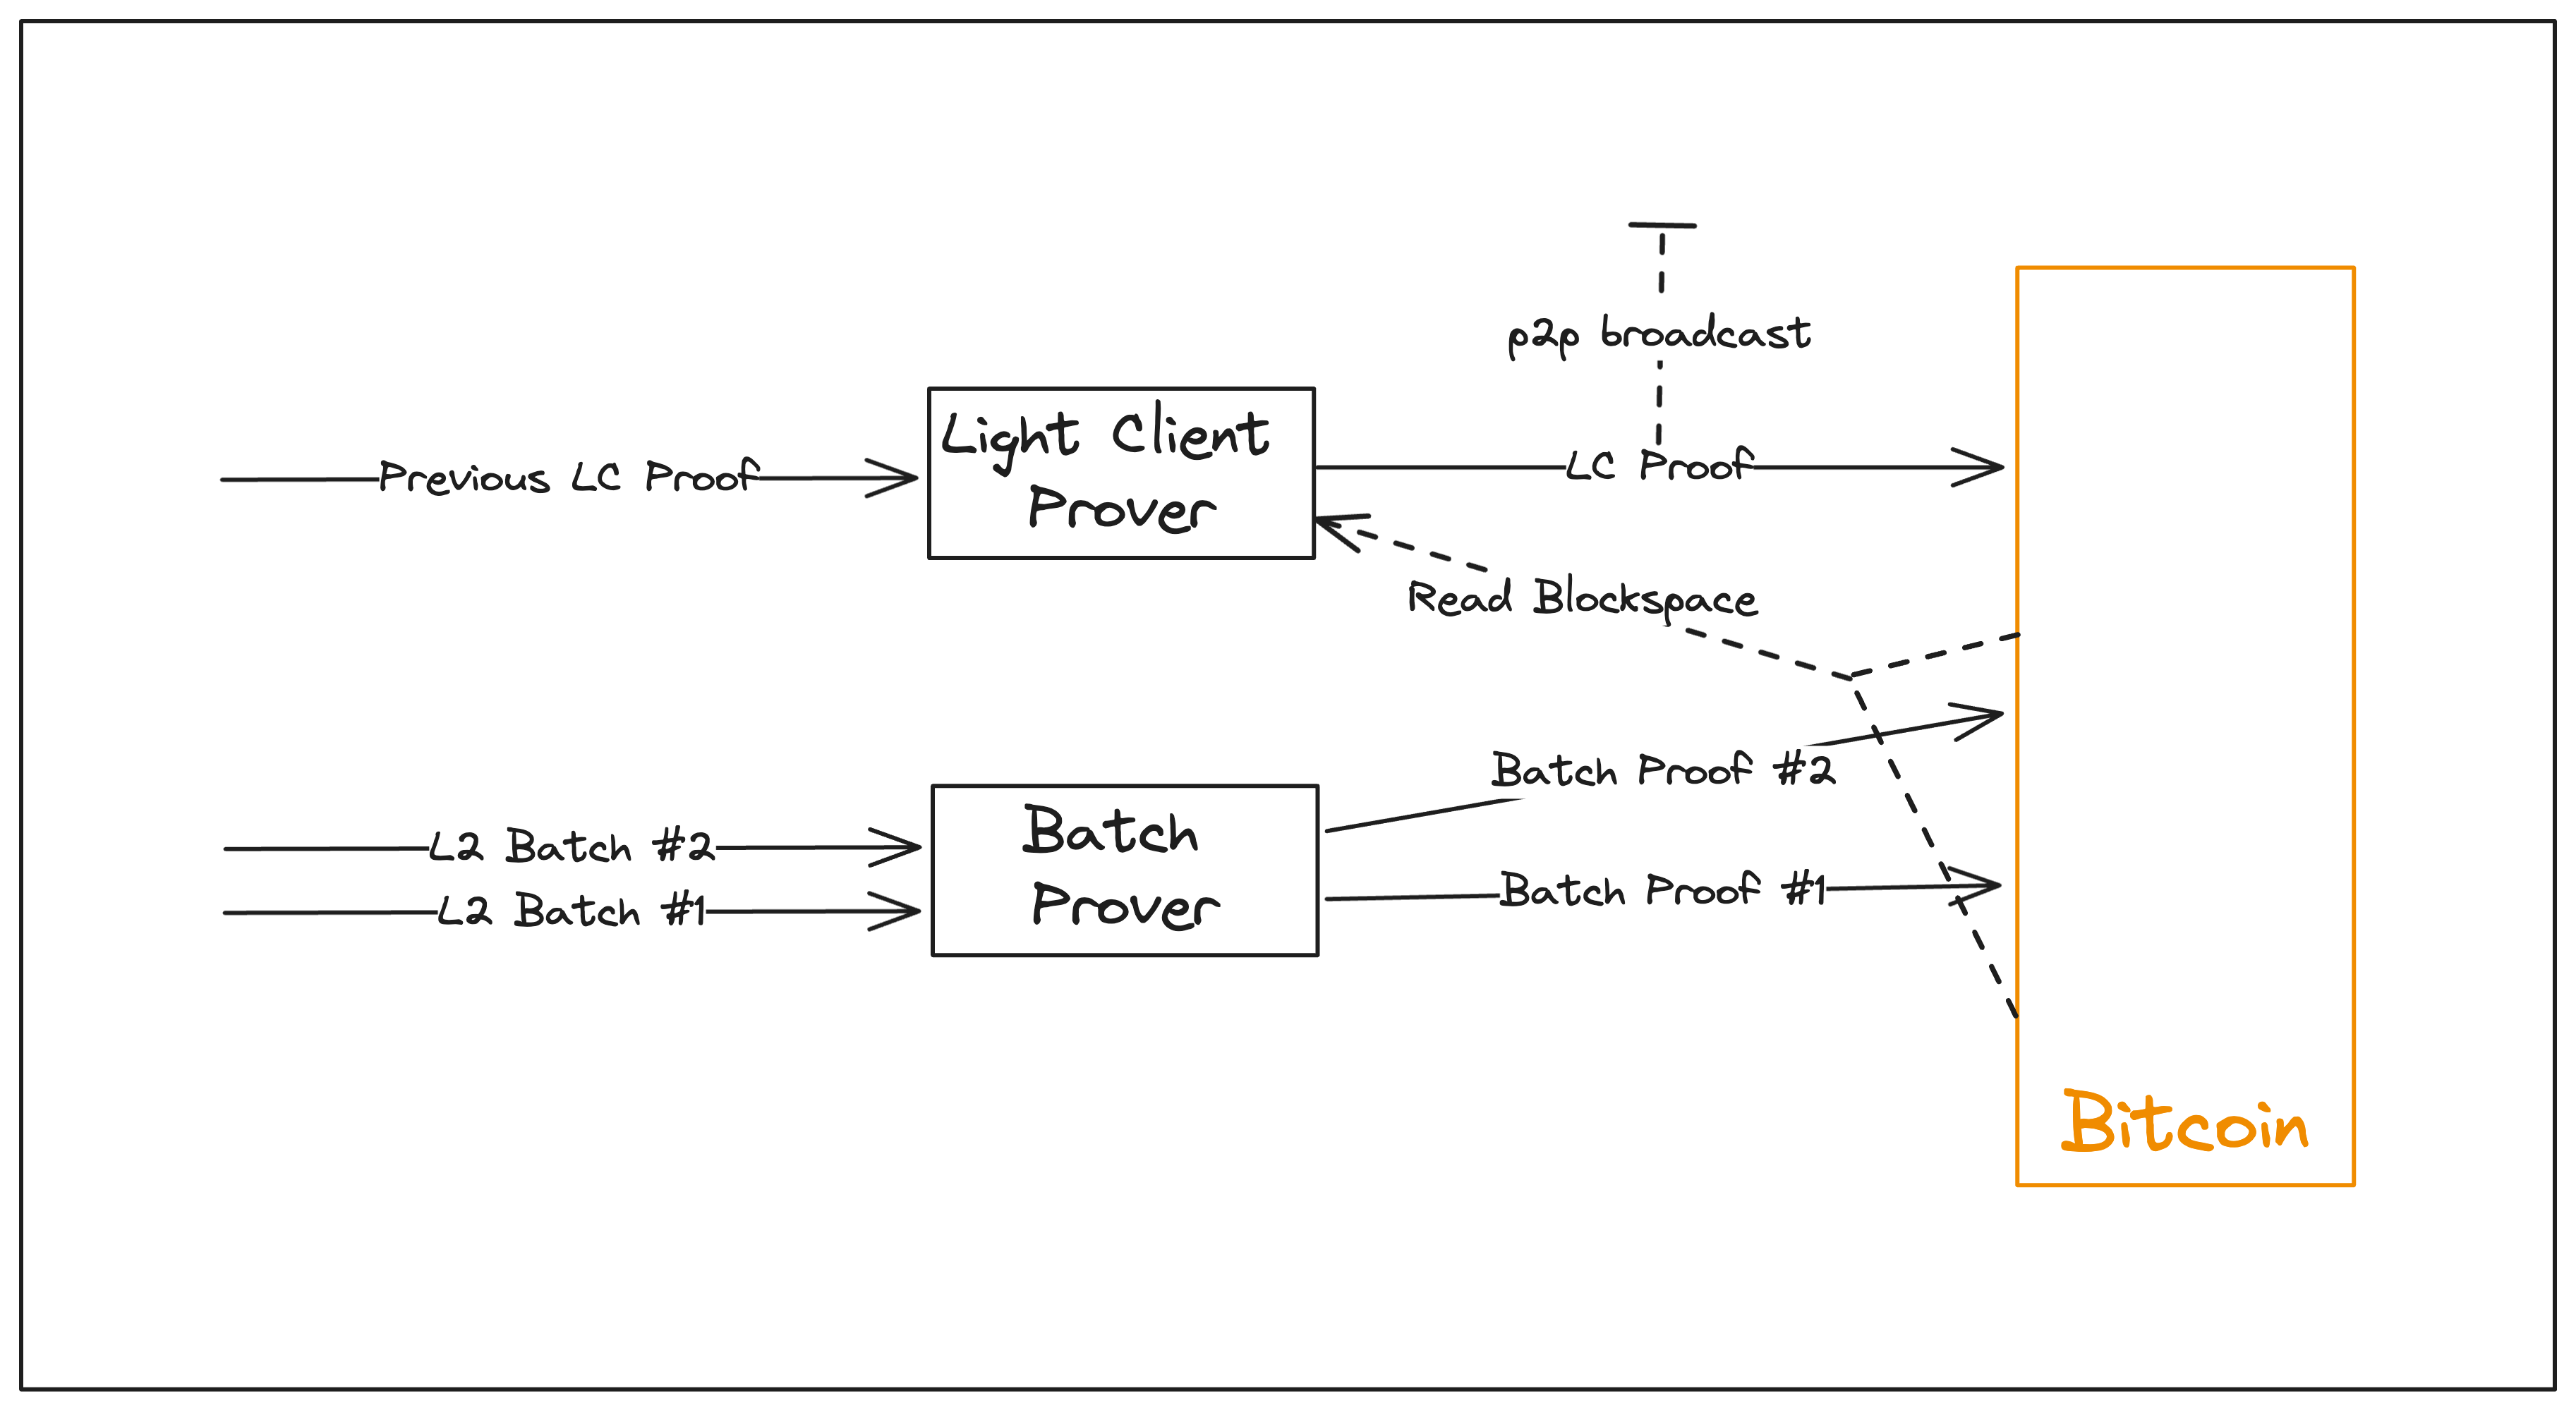 p2p broadcast
Light Client
Prover
Previous LC Proof
LC Proof
Read Blockspace
Batch Proof #2
Batch
Prover
L2 Batch #2
L2 Batch #1
Batch Proof #1
Bitcoin